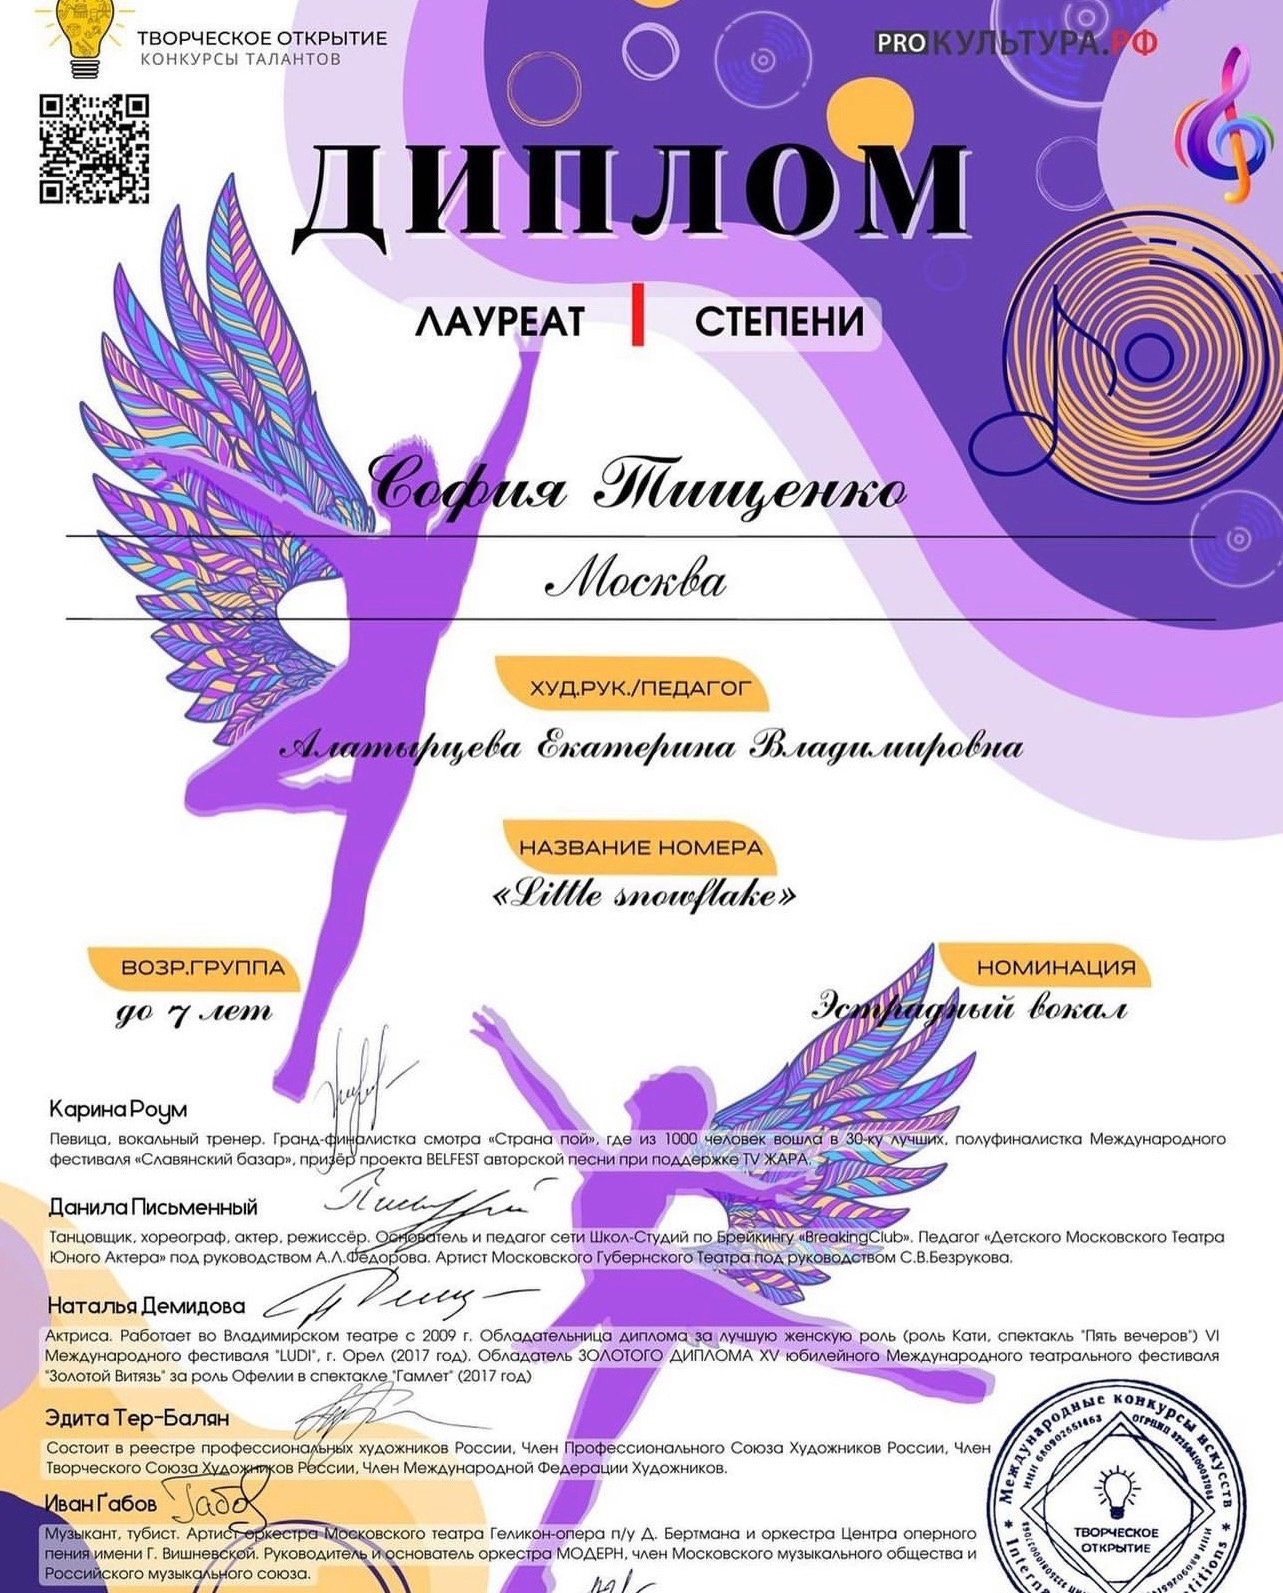 ТВОРЧЕСКОЕ ОТКРЫТИЕ
КОНКУРСЫ ТАЛАНТОВ
PROКУЛЬТУРА.РФ
ДИПЛОМ
ЛАУРЕАТ I СТЕПЕНИ
София Тищенко
Москва
ХУД.РУК./ПЕДАГОГ
Алатырцева Екатерина Владимировна
НАЗВАНИЕ НОМЕРА
«Little snowflake»
ВОЗР.ГРУППА
до 7 лет
НОМИНАЦИЯ
Эстрадный вокал
Карина Роум
Певица, вокальный тренер. Гранд-финалистка смотра «Страна пой», где из 1000 человек вошла в 30-ку лучших, полуфиналистка Международного
фестиваля «Славянский базар», призёр проекта BELFEST авторской песни при поддержке TV ЖАРА.
Данила Письменный
Танцовщик, хореограф, актер, режиссёр. Основатель и педагог сети Школ-Студий по Брейкингу «BreakingClub». Педагог «Детского Московского Театра
Юного Актера» под руководством А.Л.Федорова. Артист Московского Губернского Театра под руководством С.В.Безрукова.
Наталья Демидова
Актриса. Работает во Владимирском театре с 2009 г. Обладательница диплома за лучшую женскую роль (роль Кати, спектакль "Пять вечеров") VI
Международного фестиваля "LUDI", г. Орел (2017 год). Обладатель ЗОЛОТОГО ДИПЛОМА XV юбилейного Международного театрального фестиваля
"Золотой Витязь" за роль Офелии в спектакле "Гамлет" (2017 год)
Эдита Тер-Балян
Состоит в реестре профессиональных художников России, Член Профессионального Союза Художников России, Член
Творческого Союза Художников России, Член Международной Федерации Художников.
Иван Габов
Музыкант, тубист. Артист оркестра Московского театра Геликон-опера п/у Д. Бертмана и оркестра Центра оперного
пения имени Г. Вишневской. Руководитель и основатель оркестра МОДЕРН, член Московского музыкального общества и
Российского музыкального союза.
Международные конкурсы искусств
ТВОРЧЕСКОЕ
ОТКРЫТИЕ